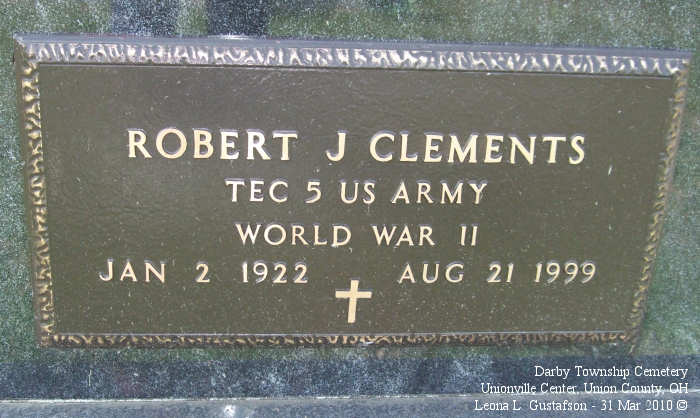 ROBERT J CLEMENTS
TEC 5 US ARMY
WORLD WAR II
JAN 2 1922 AUG 21 1999
Darby Township Cemetery
Unionville Center, Union County, OH
Leona L. Gustafson - 31 Mar 2010 ©